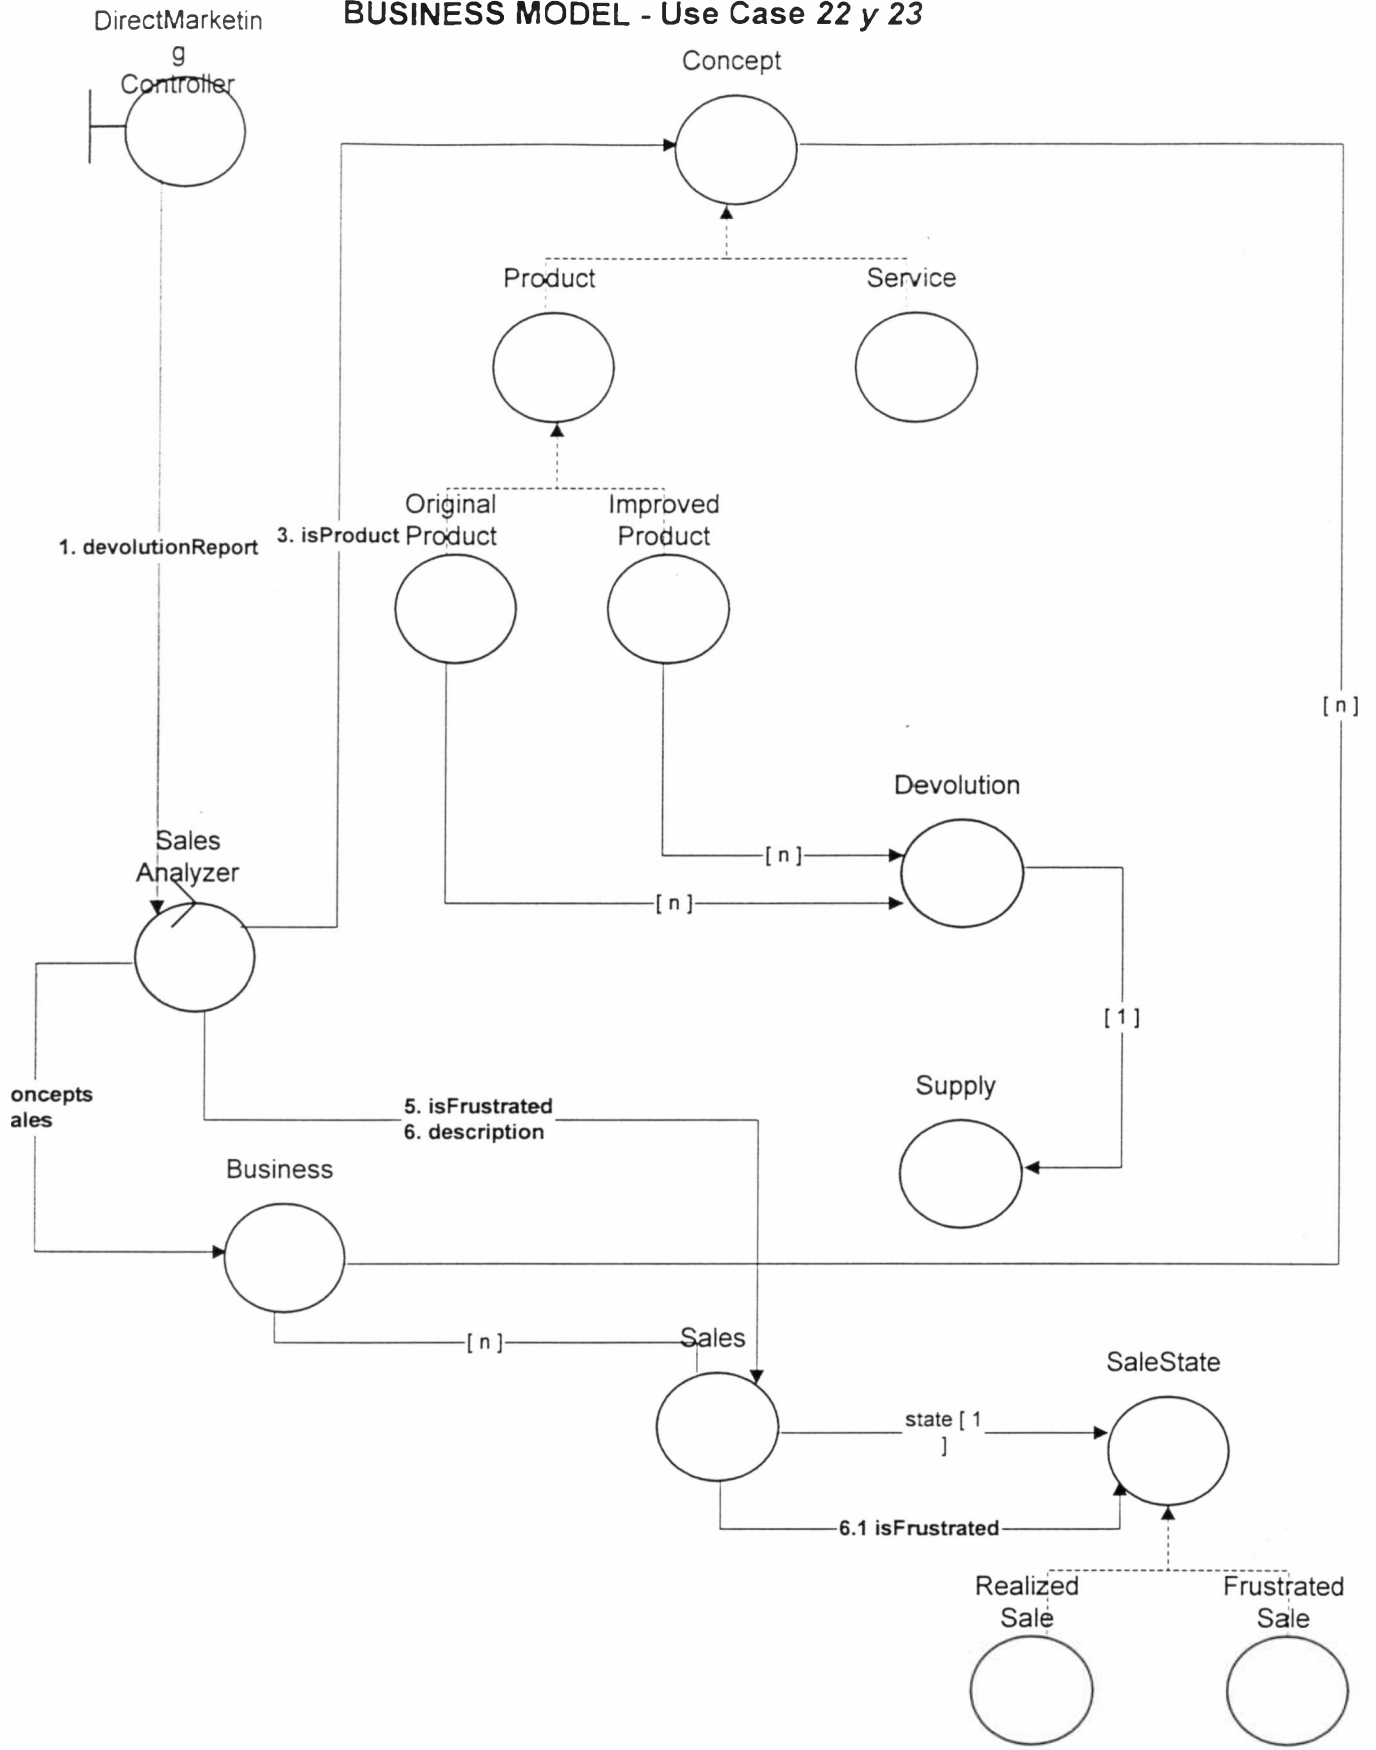 BUSINESS MODEL - Use Case 22 y 23
DirectMarketin
g
Controller
Concept
Product
Service
Original
Product
Improved
Product
1. devolutionReport
3. isProduct
[ n ]
Devolution
[ n ]
[ n ]
Sales
Analyzer
[ 1 ]
Supply
oncepts
ales
5. isFrustrated
6. description
Business
[ n ]
Sales
SaleState
state [ 1
]
6.1 isFrustrated
Realized
Sale
Frustrated
Sale